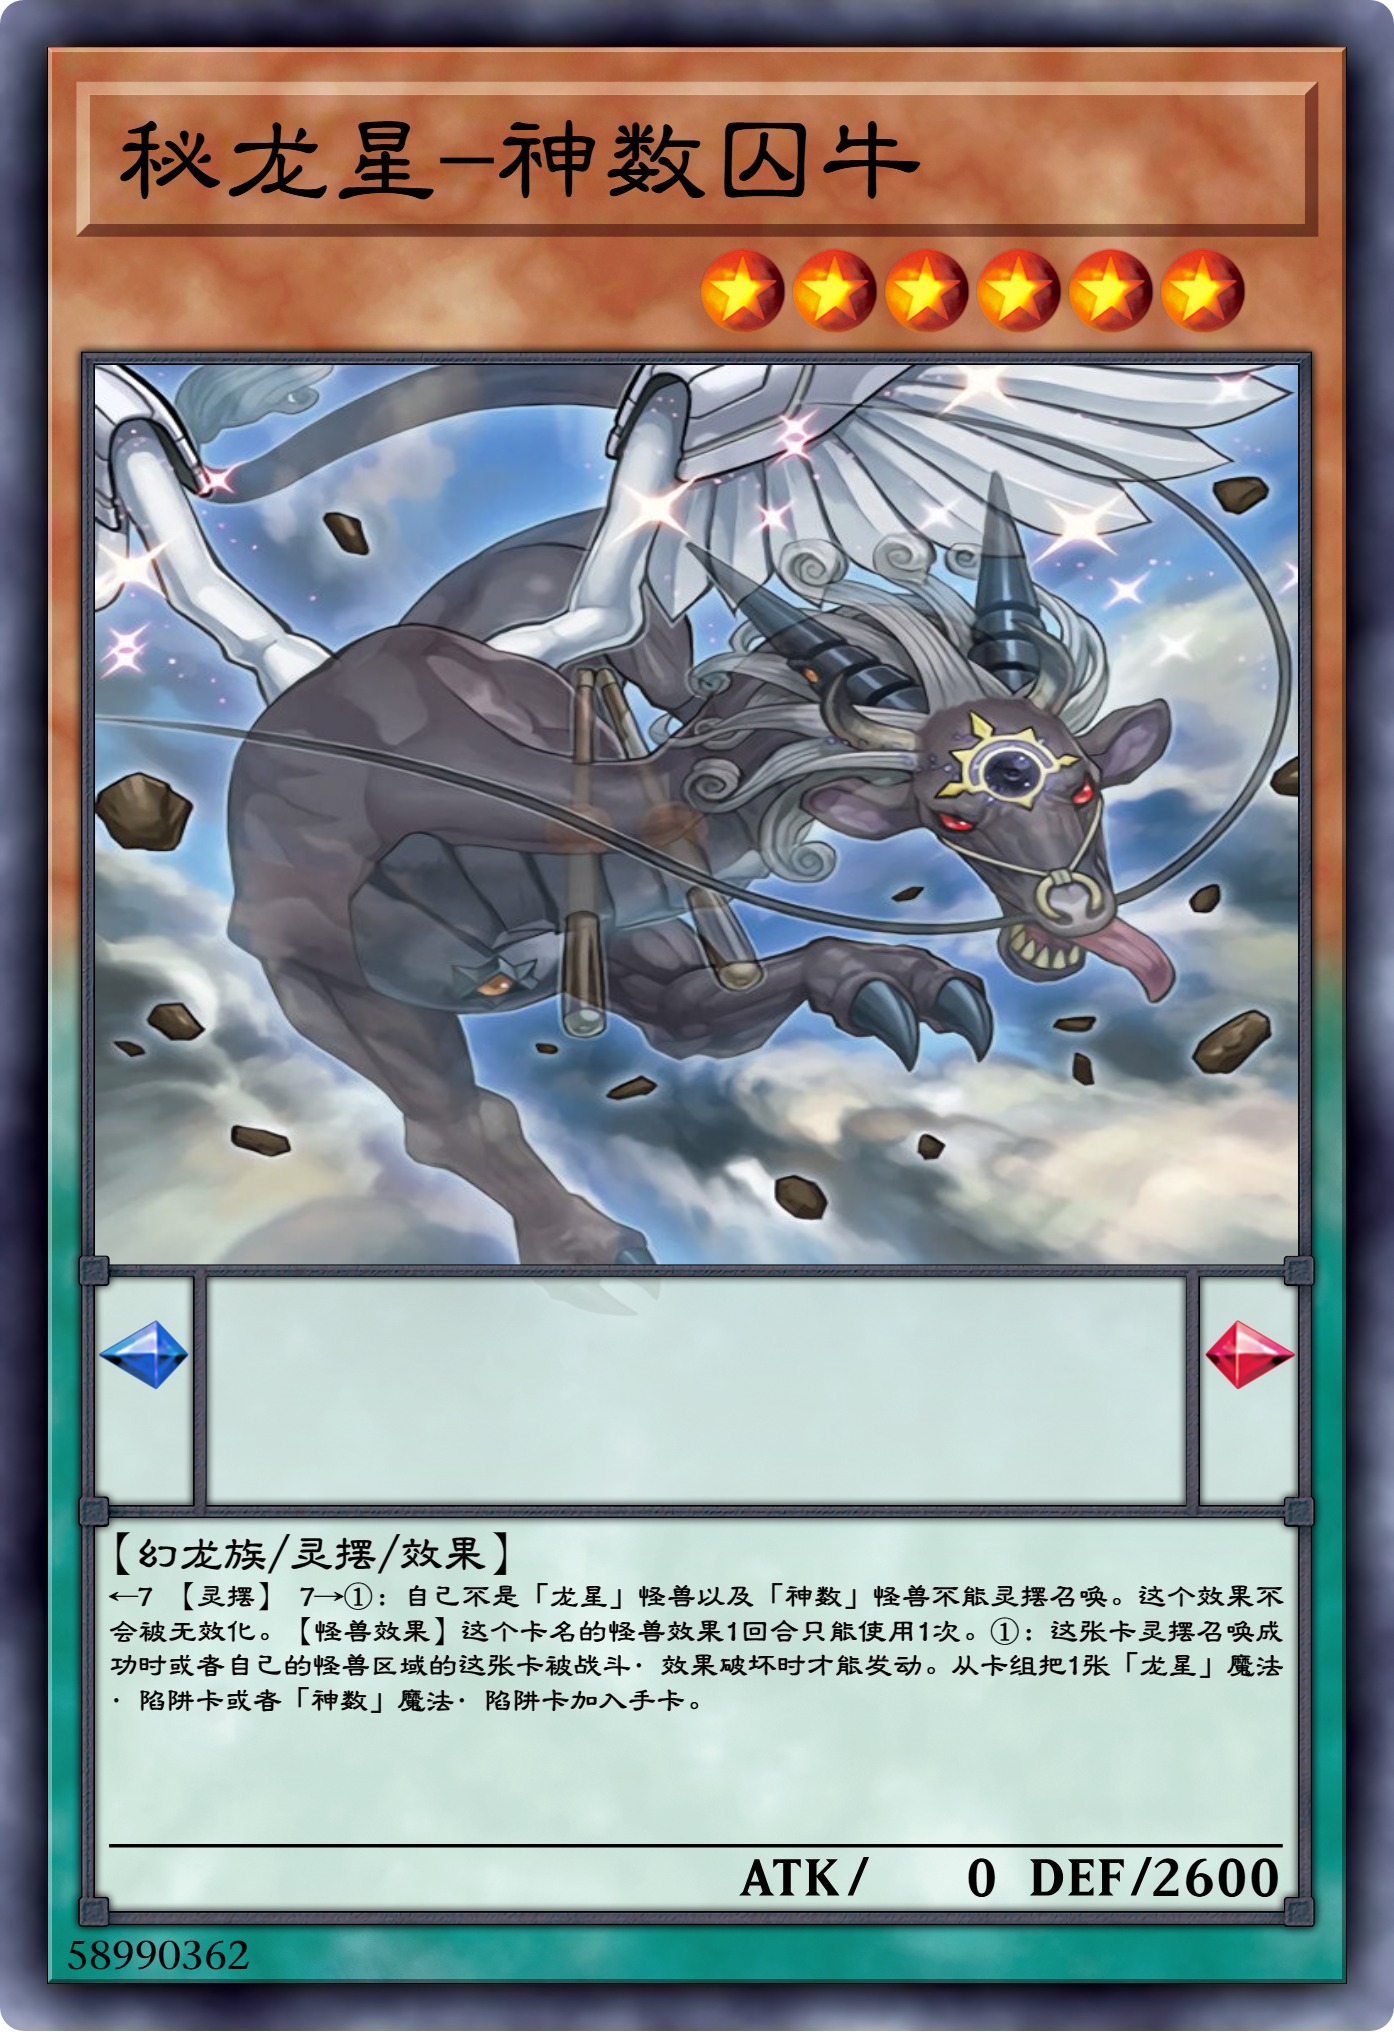 秘龙星-神数囚牛
【幻龙族/灵摆/效果】
←7 【灵摆】 7→①：自己不是「龙星」怪兽以及「神数」怪兽不能灵摆召唤。这个效果不
会被无效化。【怪兽效果】这个卡名的怪兽效果1回合只能使用1次。①：这张卡灵摆召唤成
功时或者自己的怪兽区域的这张卡被战斗·效果破坏时才能发动。从卡组把1张「龙星」魔法
·陷阱卡或者「神数」魔法·陷阱卡加入手卡。
ATK/ 0 DEF/2600
58990362